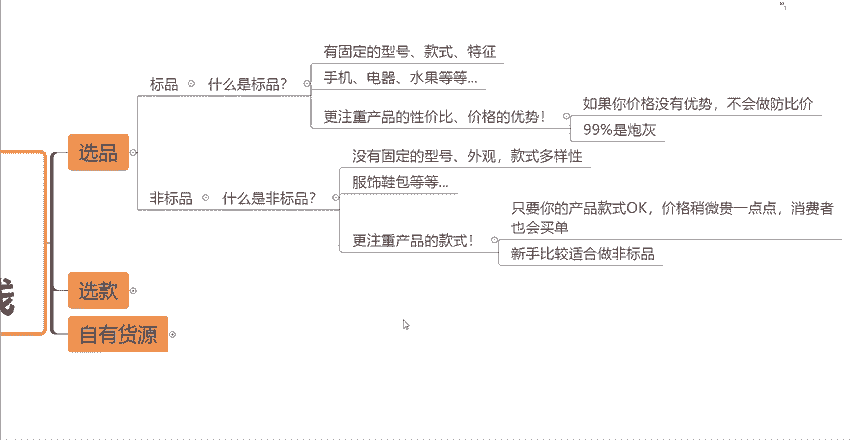 选品
标品
什么是标品？
有固定的型号、款式、特征
手机、电器、水果等等...
更注重产品的性价比、价格的优势！
如果你价格没有优势，不会做防比价
99%是炮灰
非标品
什么是非标品？
没有固定的型号、外观，款式多样性
服饰鞋包等等...
更注重产品的款式！
只要你的产品款式OK，价格稍微贵一点点，消费者
也会买单
新手比较适合做非标品
选款
自有货源